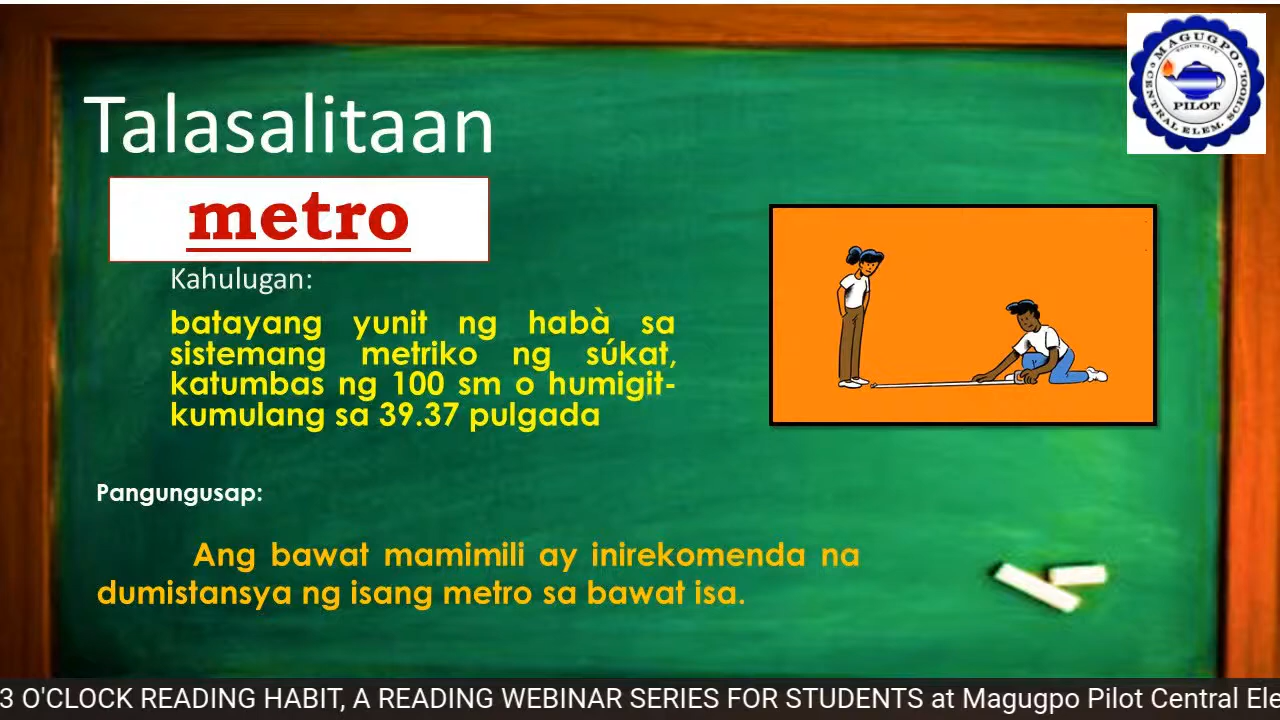 Talasalitaan
metro
Kahulugan:
batayang yunit ng habà sa
sistemang metriko ng súkat,
katumbas ng 100 sm o humigit-
kumulang sa 39.37 pulgada
Pangungusap:
Ang bawat mamimili ay inirekomenda na
dumistansya ng isang metro sa bawat isa.
MAGUGPO
PILOT
CENTRAL ELEM. SCHOOL
3 O'CLOCK READING HABIT, A READING WEBINAR SERIES FOR STUDENTS at Magugpo Pilot Central Ele